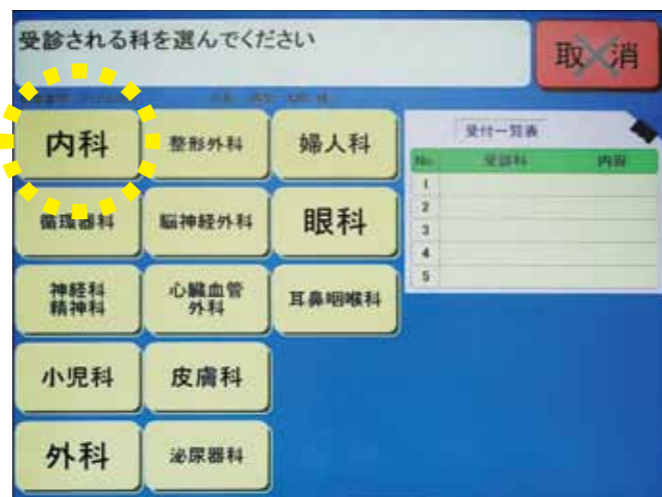 受診される科を選んでください
取消
内科
整形外科
婦人科
循環器科
脳神経外科
眼科
神経科
精神科
心臓血管
外科
耳鼻咽喉科
小児科
皮膚科
外科
泌尿器科
受付一覧表
No 受診科 内容
1
2
3
4
5